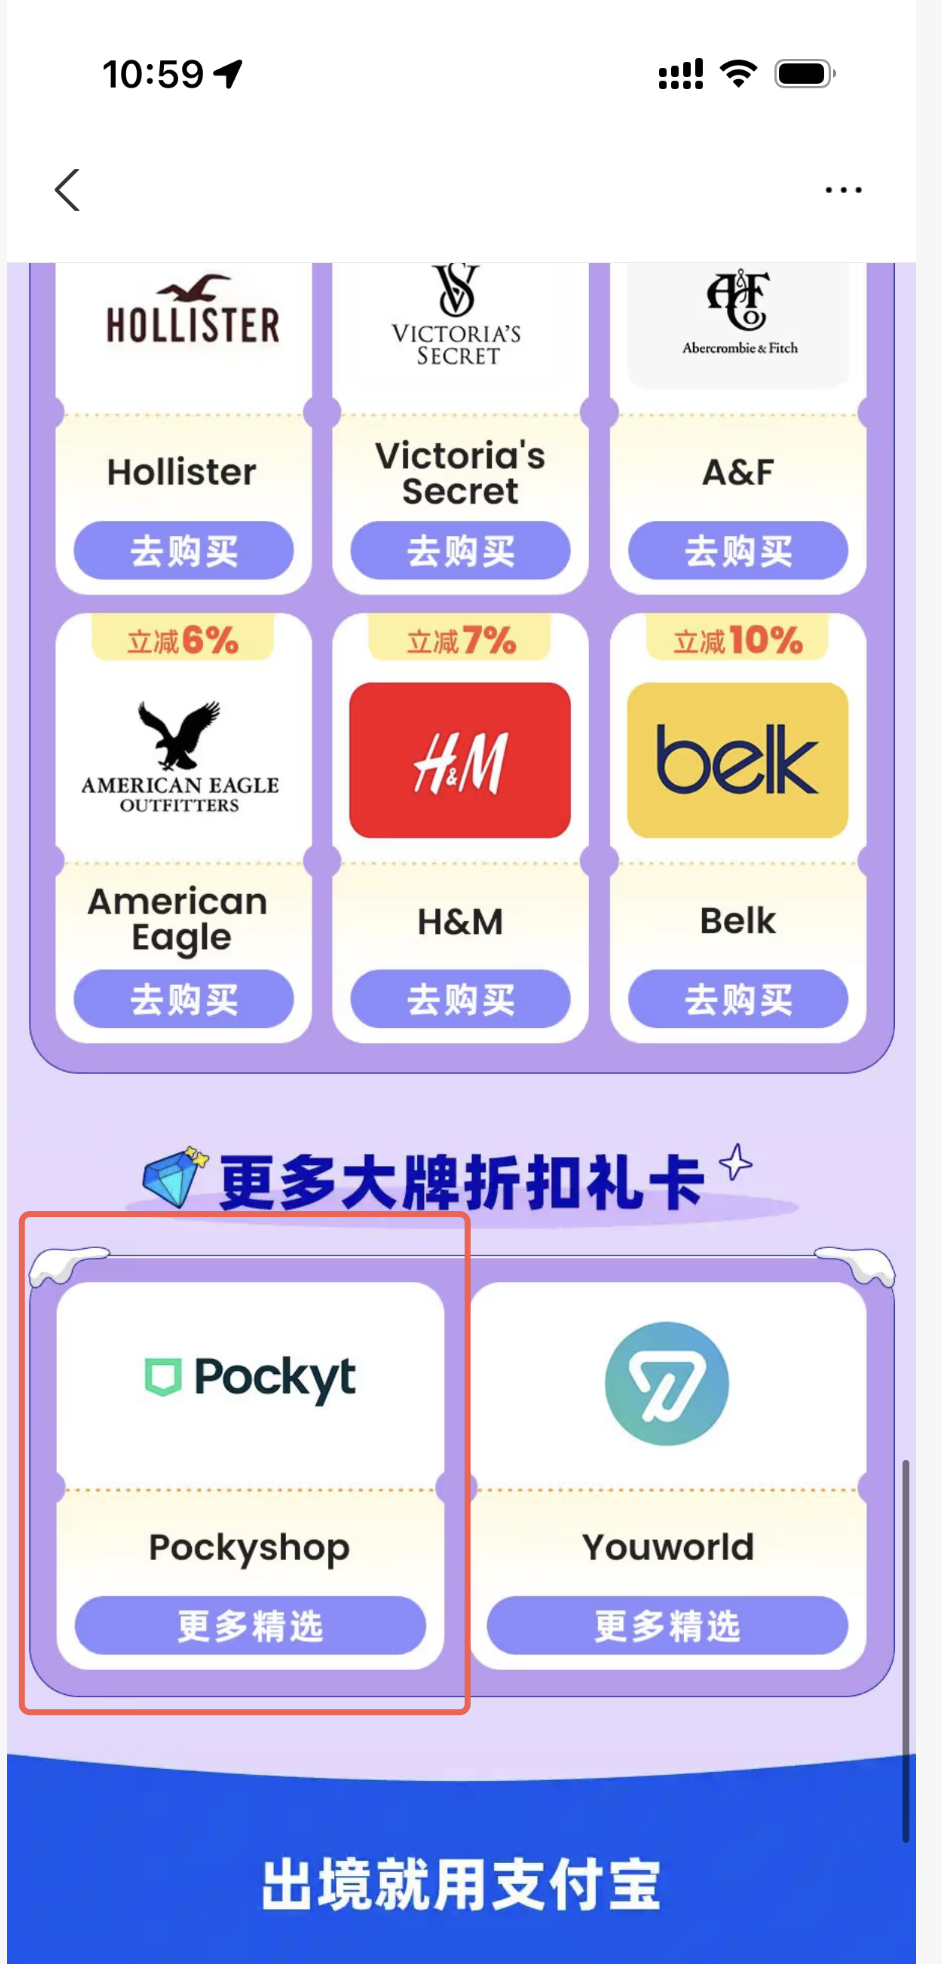 10:59
HOLLISTER
VICTORIA'S
SECRET
A&F
Co
Abercrombie & Fitch
Hollister
Victoria's
Secret
A&F
去购买
去购买
去购买
立减6%
立减7%
立减10%
AMERICAN EAGLE
OUTFITTERS
H&M
belk
American
Eagle
H&M
Belk
去购买
去购买
去购买
更多大牌折扣礼卡
Pockyt
Pockyshop
Youworld
更多精选
更多精选
出境就用支付宝